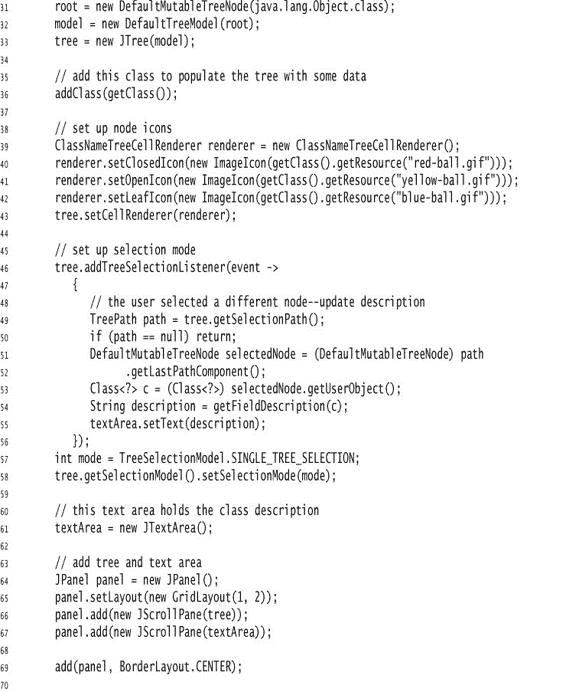 31 root = new DefaultMutableTreeNode(java.lang.Object.class);
32 model = new DefaultTreeModel(root);
33 tree = new JTree(model);
34
35 // add this class to populate the tree with some data
36 addClass(getClass());
37
38 // set up node icons
39 ClassNameTreeCellRenderer renderer = new ClassNameTreeCellRenderer();
40 renderer.setClosedIcon(new ImageIcon(getClass().getResource("red-ball.gif")));
41 renderer.setOpenIcon(new ImageIcon(getClass().getResource("yellow-ball.gif")));
42 renderer.setLeafIcon(new ImageIcon(getClass().getResource("blue-ball.gif")));
43 tree.setCellRenderer(renderer);
44
45 // set up selection mode
46 tree.addTreeSelectionListener(event ->
47 {
48 // the user selected a different node--update description
49 TreePath path = tree.getSelectionPath();
50 if (path == null) return;
51 DefaultMutableTreeNode selectedNode = (DefaultMutableTreeNode) path
52 .getLastPathComponent();
53 Class<?> c = (Class<?>) selectedNode.getUserObject();
54 String description = getFieldDescription(c);
55 textArea.setText(description);
56 });
57 int mode = TreeSelectionModel.SINGLE_TREE_SELECTION;
58 tree.getSelectionModel().setSelectionMode(mode);
59
60 // this text area holds the class description
61 textArea = new JTextArea();
62
63 // add tree and text area
64 JPanel panel = new JPanel();
65 panel.setLayout(new GridLayout(1, 2));
66 panel.add(new JScrollPane(tree));
67 panel.add(new JScrollPane(textArea));
68
69 add(panel, BorderLayout.CENTER);
70